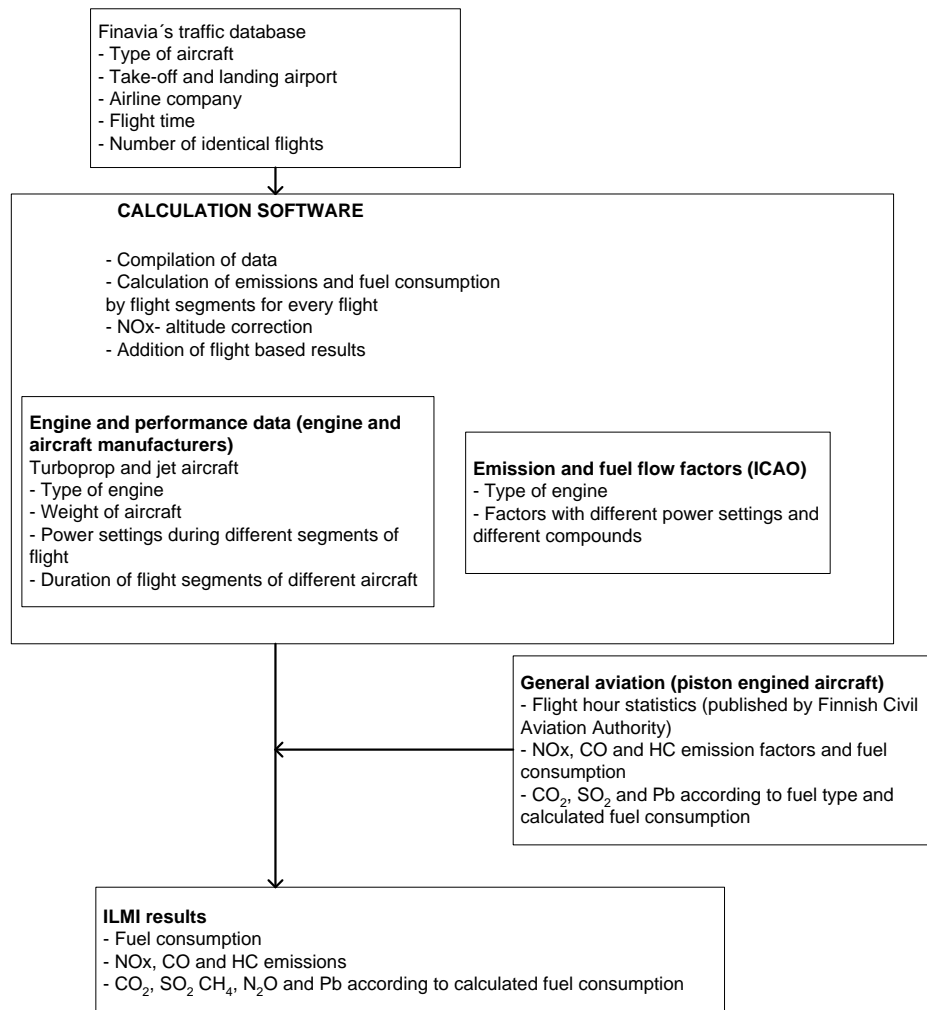 Finavia´s traffic database
- Type of aircraft
- Take-off and landing airport
- Airline company
- Flight time
- Number of identical flights
CALCULATION SOFTWARE
- Compilation of data
- Calculation of emissions and fuel consumption
by flight segments for every flight
- NOx- altitude correction
- Addition of flight based results
Engine and performance data (engine and
aircraft manufacturers)
Turboprop and jet aircraft
- Type of engine
- Weight of aircraft
- Power settings during different segments of
flight
- Duration of flight segments of different aircraft
Emission and fuel flow factors (ICAO)
- Type of engine
- Factors with different power settings and
different compounds
General aviation (piston engined aircraft)
- Flight hour statistics (published by Finnish Civil
Aviation Authority)
- NOx, CO and HC emission factors and fuel
consumption
- CO₂, SO₂ and Pb according to fuel type and
calculated fuel consumption
ILMI results
- Fuel consumption
- NOx, CO and HC emissions
- CO₂, SO₂ CH₄, N₂O and Pb according to calculated fuel consumption